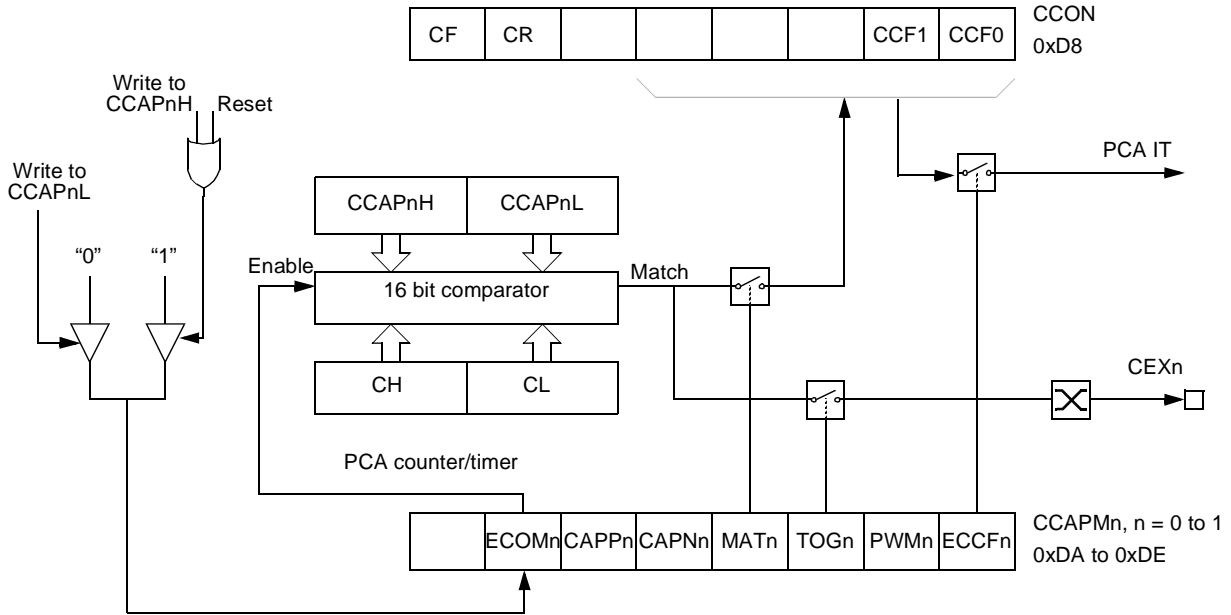 CF CR CCF1 CCF0
CCON
0xD8
Write to
CCAPnH
Reset
Write to
CCAPnL
PCA IT
CCAPnH CCAPnL
“0” “1”
Enable
16 bit comparator
Match
CH CL
CEXn
PCA counter/timer
ECOMn CAPPn CAPNn MATn TOGn PWMn ECCFn
CCAPMn, n = 0 to 1
0xDA to 0xDE